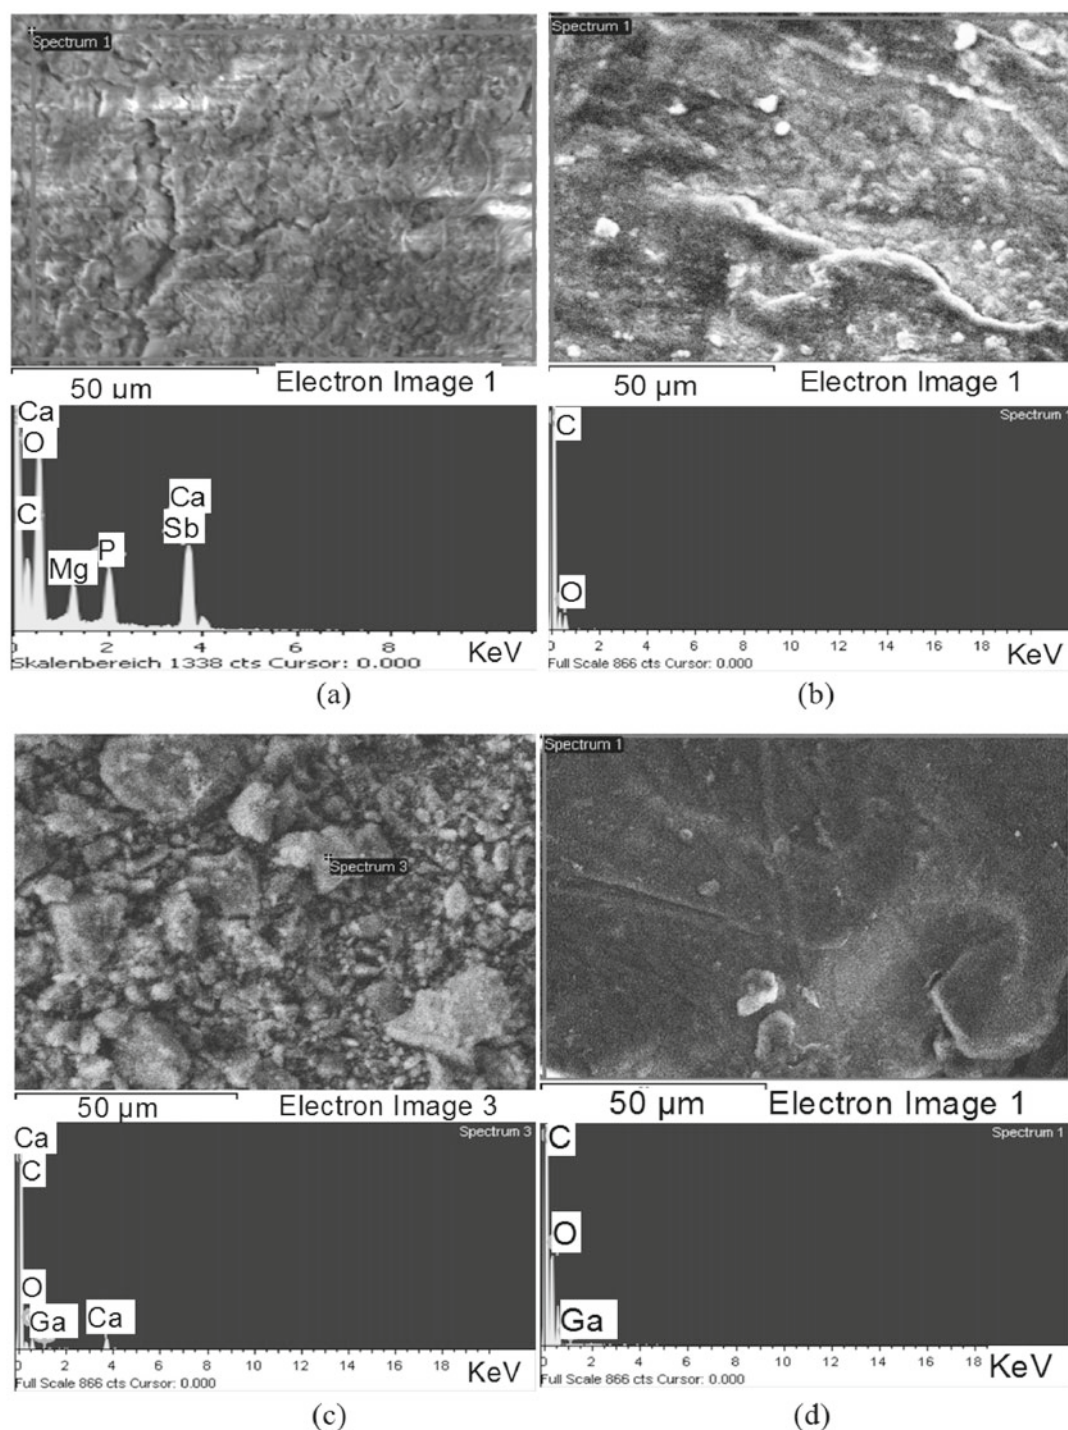 Spectrum 1
50 µm Electron Image 1
Ca
O
C
Mg
P
Ca
Sb
0 2 4 6 8 KeV
Skalenbereich 1338 cts Cursor: 0.000
(a)
Spectrum 1
50 µm Electron Image 1
Spectrum 1
C
O
0 2 4 6 8 10 12 14 16 18 KeV
Full Scale 866 cts Cursor: 0.000
(b)
Spectrum 3
50 µm Electron Image 3
Spectrum 3
Ca
C
O
Ga
Ca
0 2 4 6 8 10 12 14 16 18 KeV
Full Scale 866 cts Cursor: 0.000
(c)
Spectrum 1
50 µm Electron Image 1
Spectrum 1
C
O
Ga
0 2 4 6 8 10 12 14 16 18 KeV
Full Scale 866 cts Cursor: 0.000
(d)